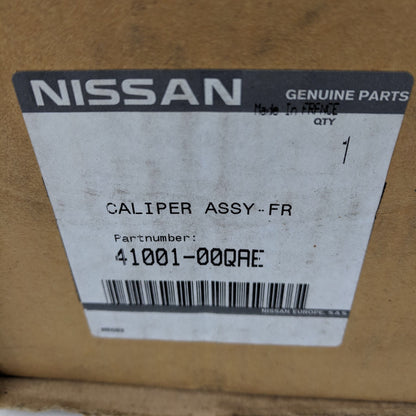 NISSAN GENUINE PARTS
Made In FRANCE
QTY
1
CALIPER ASSY-FR
Partnumber:
41001-00QAE
NISSAN EUROPE, S.A.S